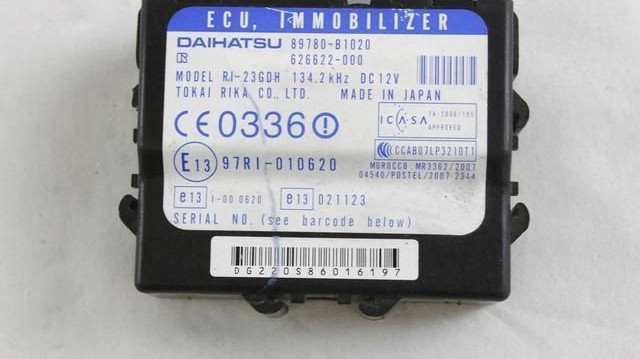 ECU, IMMOBILIZER
DAIHATSU 89780-B1020
626622-000
MODEL RI-23GDH 134.2kHz DC12V
TOKAI RIKA CO., LTD. MADE IN JAPAN
CE0336
ICASA TA-2006/195
APPROVED
CCAB07LP3210T1
E13 97RI-010620
MOROCCO MR3362/2007
04540/POSTEL/2007 2344
e13 I-00 0620 e13 021123
SERIAL NO. (see barcode below)
DG220S86016197